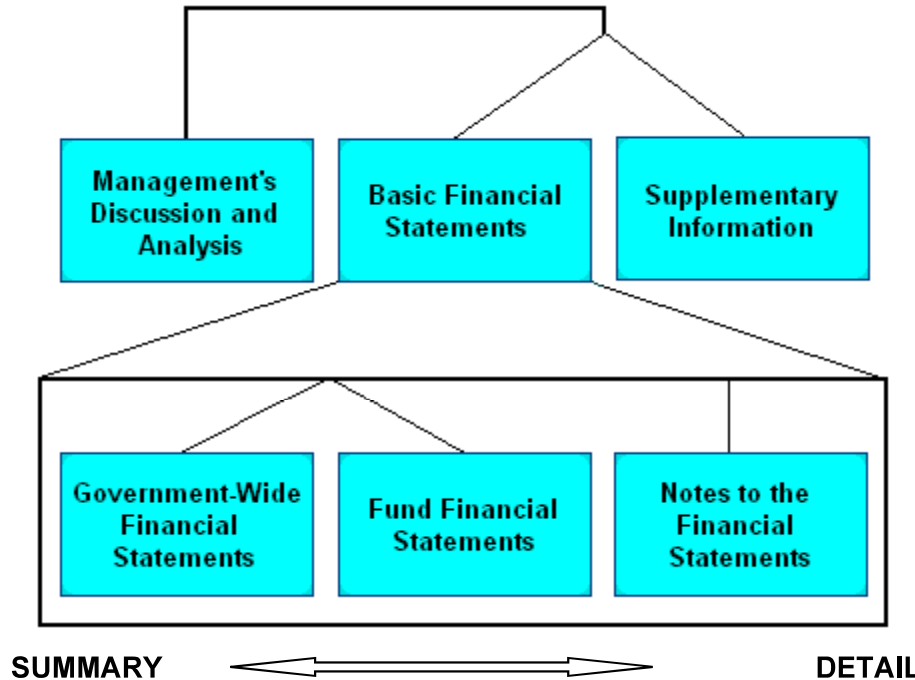 Management's
Discussion and
Analysis
Basic Financial
Statements
Supplementary
Information
Government-Wide
Financial
Statements
Fund Financial
Statements
Notes to the
Financial
Statements
SUMMARY
DETAIL